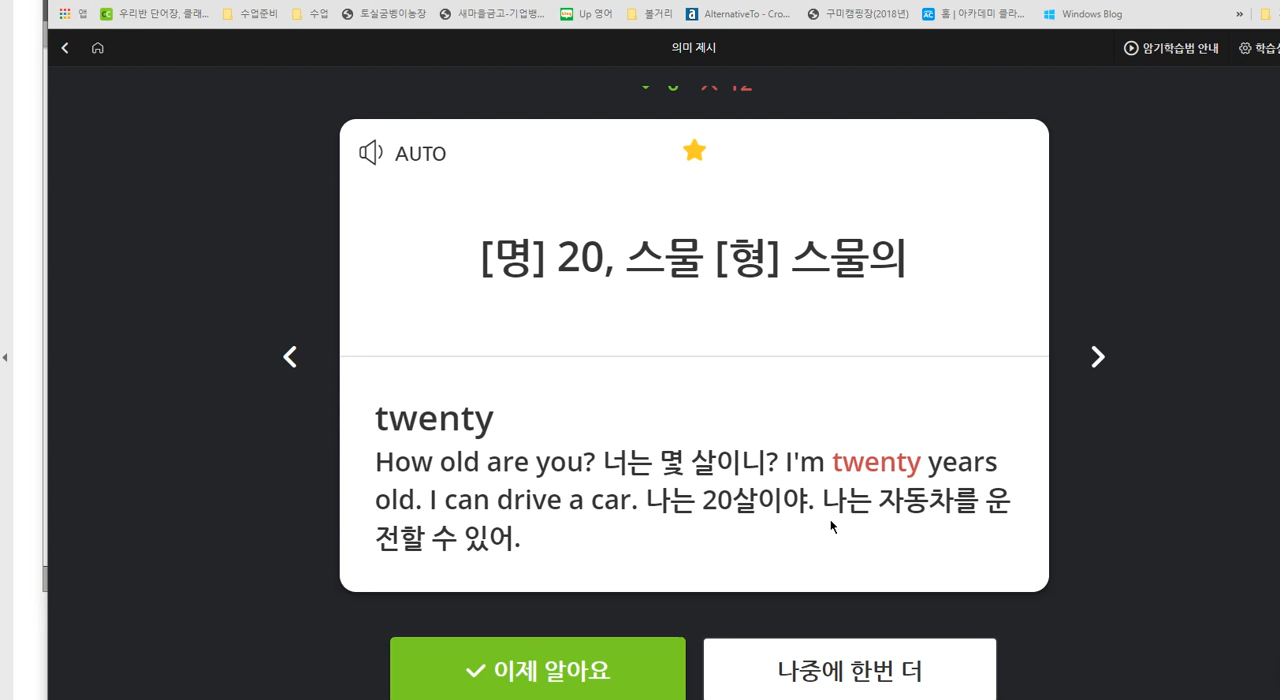 앱 우리반 단어장, 클래... 수업준비 수업 토실굼벵이농장 새마을금고-기업뱅... Up 영어 볼거리 AlternativeTo - Cro... 구미캠핑장(2018년) 홈 | 아카데미 클라... Windows Blog »
의미 제시 암기학습법 안내 학습
AUTO
[명] 20, 스물 [형] 스물의
twenty
How old are you? 너는 몇 살이니? I'm twenty years
old. I can drive a car. 나는 20살이야. 나는 자동차를 운
전할 수 있어.
이제 알아요 나중에 한번 더